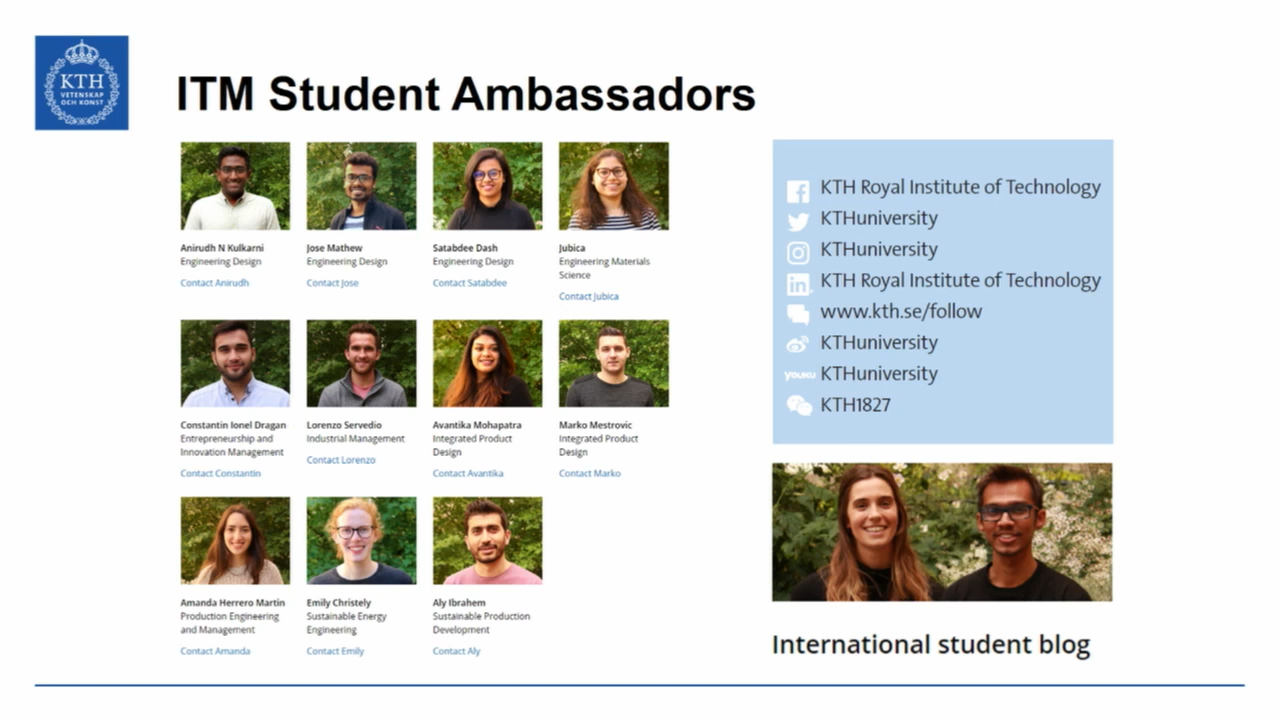 KTH
VETENSKAP
OCH KONST
ITM Student Ambassadors
Anirudh N Kulkarni
Engineering Design
Contact Anirudh
Jose Mathew
Engineering Design
Contact Jose
Satabdee Dash
Engineering Design
Contact Satabdee
Jubica
Engineering Materials
Science
Contact Jubica
Constantin Ionel Dragan
Entrepreneurship and
Innovation Management
Contact Constantin
Lorenzo Servedio
Industrial Management
Contact Lorenzo
Avantika Mohapatra
Integrated Product
Design
Contact Avantika
Marko Mestrovic
Integrated Product
Design
Contact Marko
Amanda Herrero Martin
Production Engineering
and Management
Contact Amanda
Emily Christely
Sustainable Energy
Engineering
Contact Emily
Aly Ibrahem
Sustainable Production
Development
Contact Aly
KTH Royal Institute of Technology
KTHuniversity
KTHuniversity
in KTH Royal Institute of Technology
www.kth.se/follow
KTHuniversity
YOUKU KTHuniversity
KTH1827
International student blog